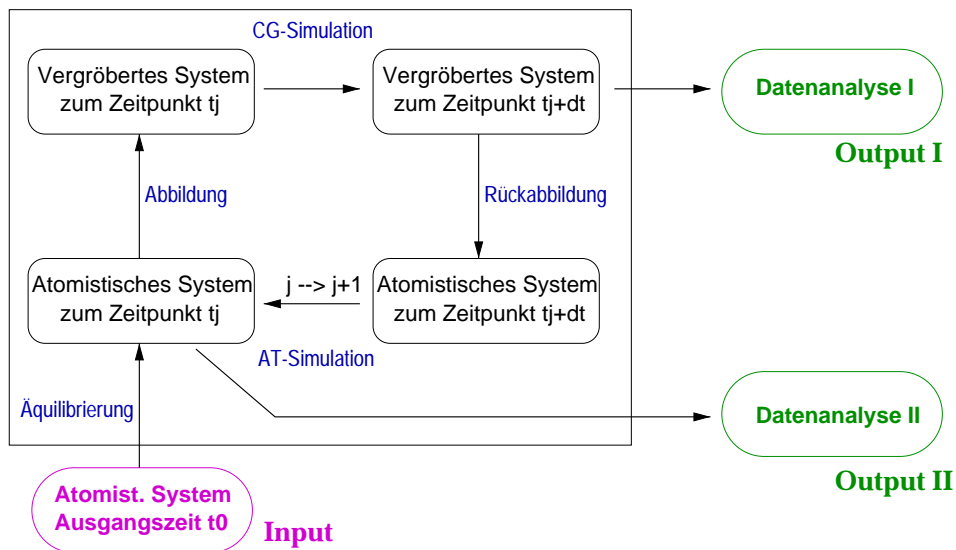 CG-Simulation
Vergröbertes System
zum Zeitpunkt tj
Vergröbertes System
zum Zeitpunkt tj+dt
Datenanalyse I
Output I
Abbildung
Rückabbildung
Atomistisches System
zum Zeitpunkt tj
j --> j+1
Atomistisches System
zum Zeitpunkt tj+dt
AT-Simulation
Äquilibrierung
Datenanalyse II
Output II
Atomist. System
Ausgangszeit t0
Input